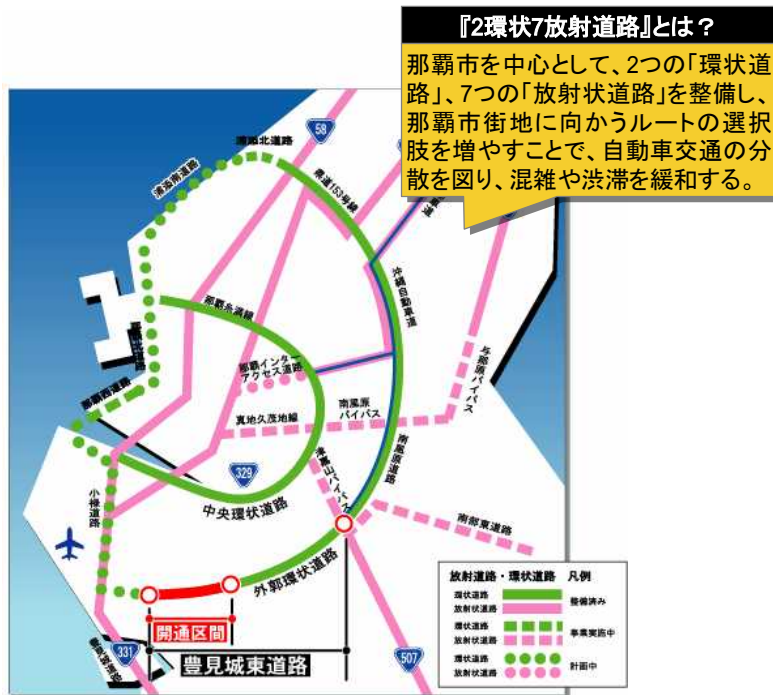 『2環状7放射道路』とは？
那覇市を中心として、2つの「環状道
路」、7つの「放射状道路」を整備し、
那覇市街地に向かうルートの選択
肢を増やすことで、自動車交通の分
散を図り、混雑や渋滞を緩和する。
58
浦添北道路
浦添南道路
県道153号線
沖縄自動車道
那覇糸満線
那覇インター
アクセス道路
与那原バイパス
那覇西道路
南風原
バイパス
真地久茂地線
南風原道路
329
津嘉山バイパス
中央環状道路
小禄道路
南部東道路
外郭環状道路
開通区間
豊見城東道路
331
507
放射道路・環状道路 凡例
環状道路
放射状道路
整備済み
環状道路
放射状道路
事業実施中
環状道路
放射状道路
計画中